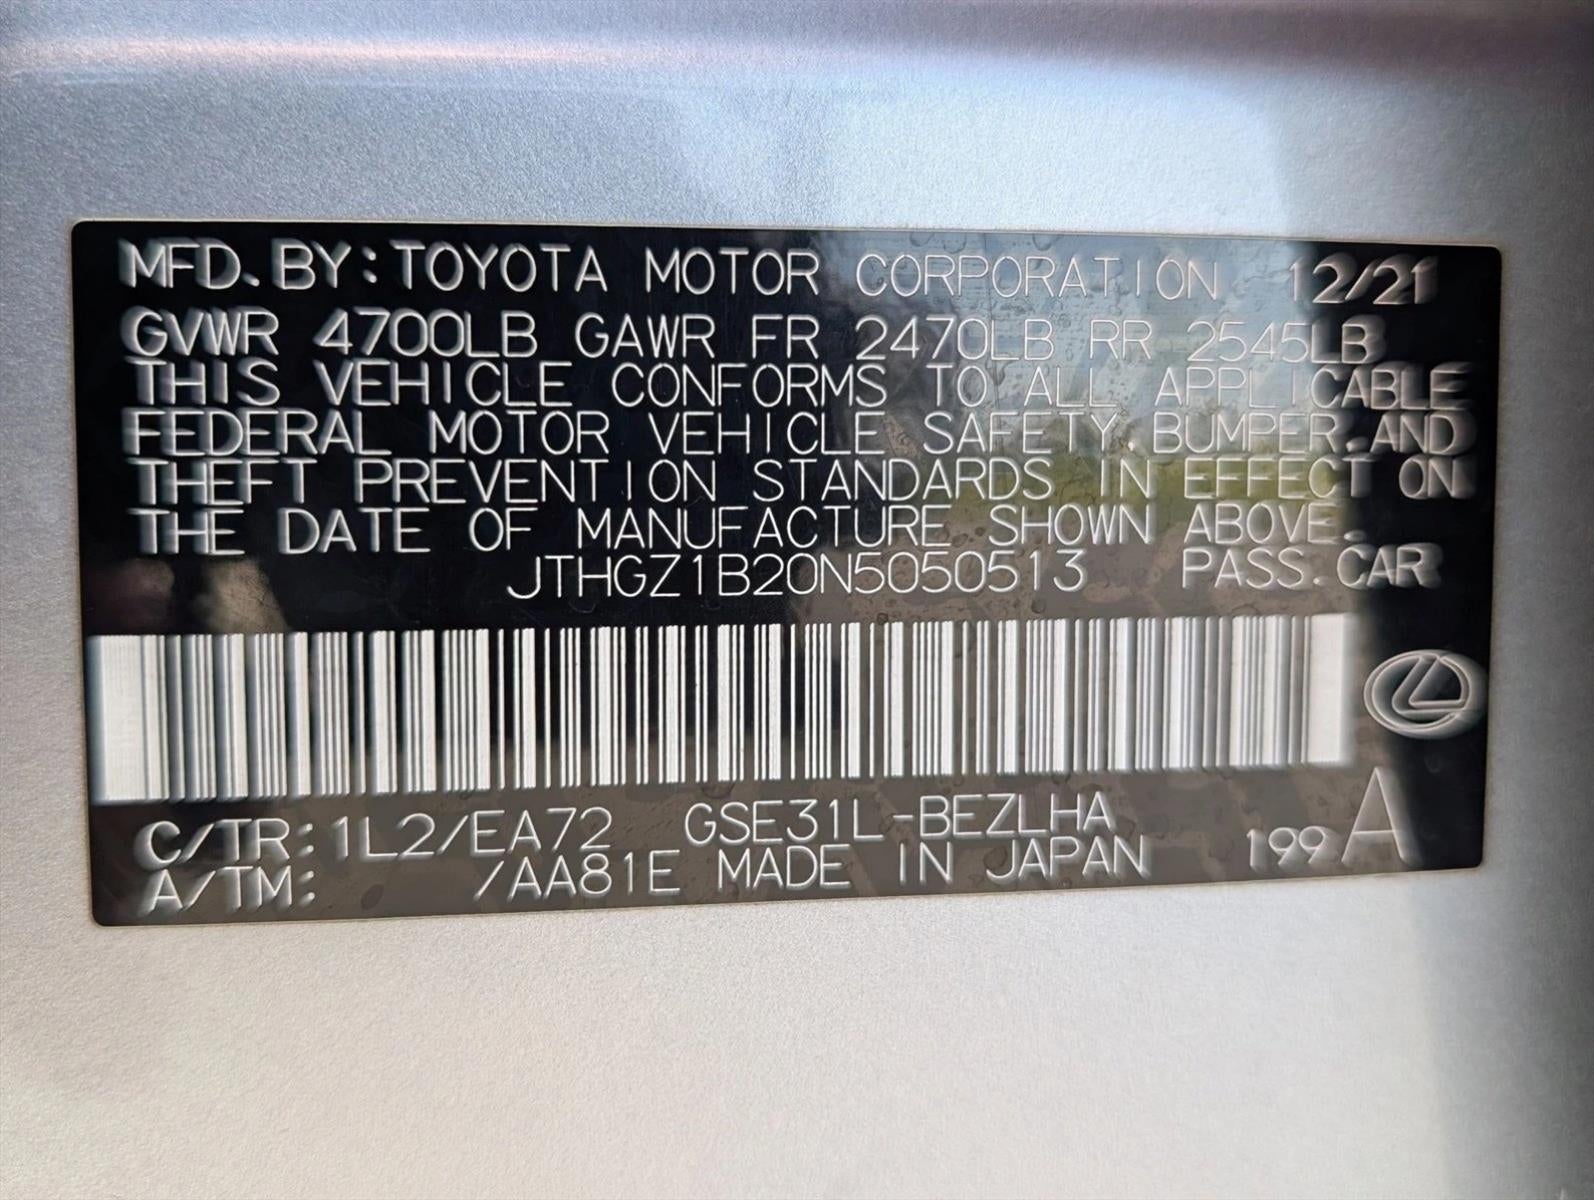 MFD. BY: TOYOTA MOTOR CORPORATION 12/21
GVWR 4700LB GAWR FR 2470LB RR 2545LB
THIS VEHICLE CONFORMS TO ALL APPLICABLE
FEDERAL MOTOR VEHICLE SAFETY, BUMPER, AND
THEFT PREVENTION STANDARDS IN EFFECT ON
THE DATE OF MANUFACTURE SHOWN ABOVE.
JTHGZ1B20N5050513 PASS. CAR
C/TR: 1L2/EA72 GSE31L-BEZLHA
A/TM: /AA81E MADE IN JAPAN 199 A